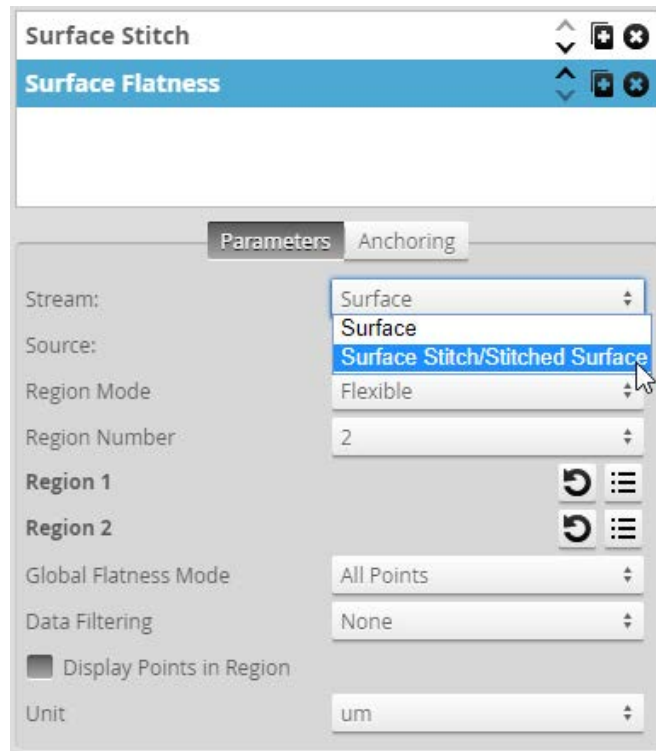 Surface Stitch
Surface Flatness
Parameters Anchoring
Stream: Surface
Surface
Source: Surface Stitch/Stitched Surface
Region Mode Flexible
Region Number 2
Region 1
Region 2
Global Flatness Mode All Points
Data Filtering None
Display Points in Region
Unit um